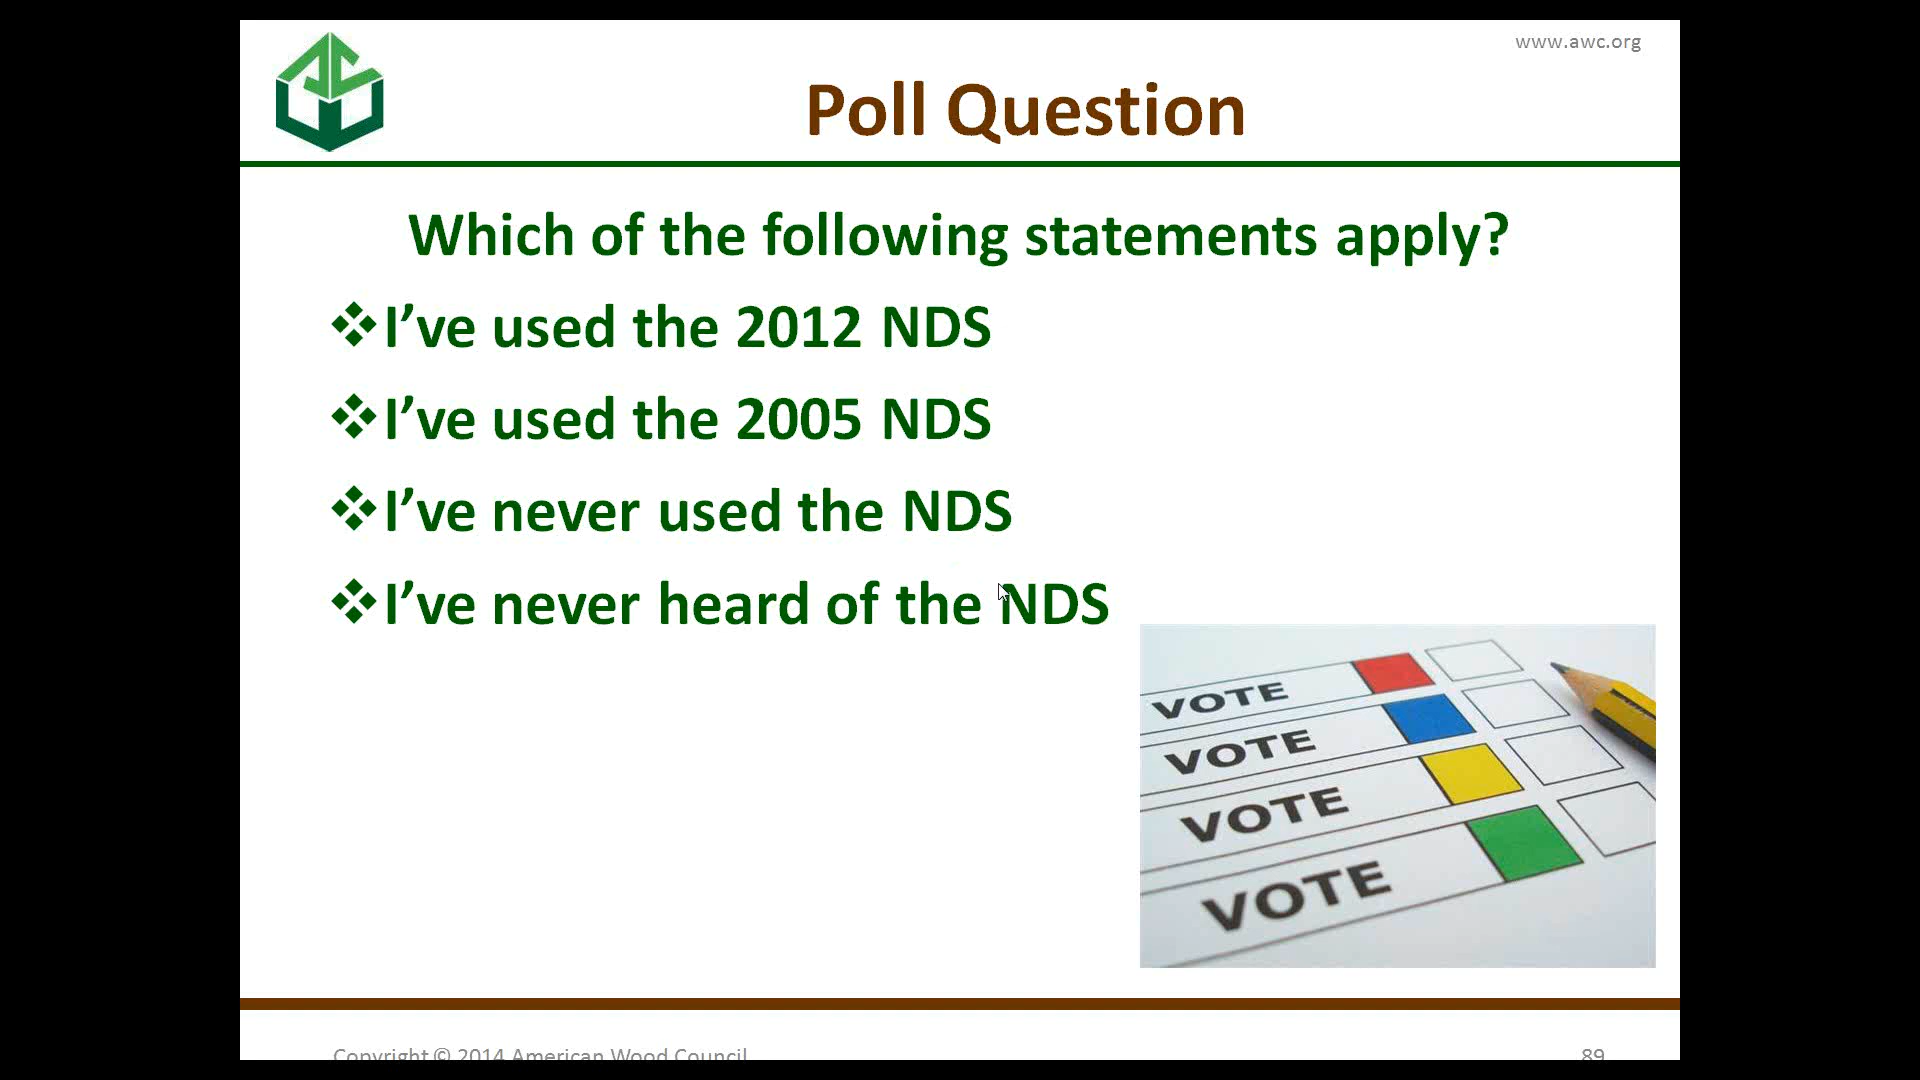 www.awc.org
Poll Question
Which of the following statements apply?
❖I’ve used the 2012 NDS
❖I’ve used the 2005 NDS
❖I’ve never used the NDS
❖I’ve never heard of the NDS
VOTE
VOTE
VOTE
VOTE
Copyright © 2014 American Wood Council
89